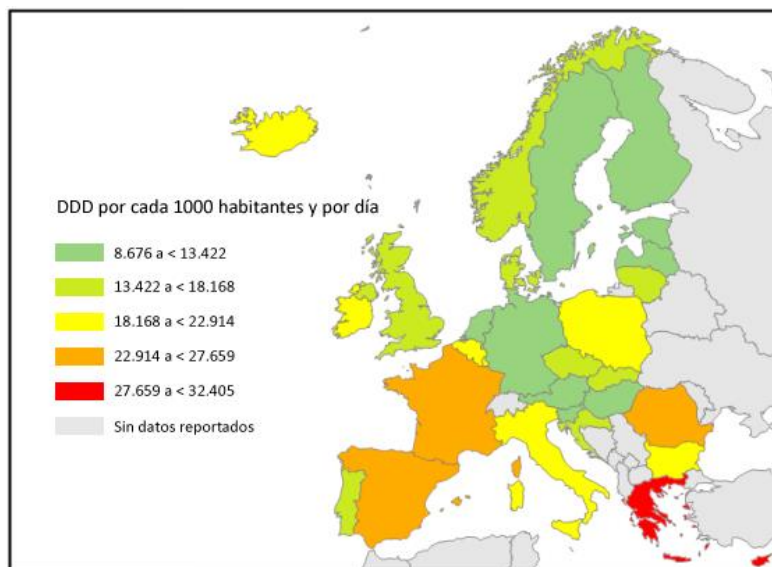 DDD por cada 1000 habitantes y por día
8.676 a < 13.422
13.422 a < 18.168
18.168 a < 22.914
22.914 a < 27.659
27.659 a < 32.405
Sin datos reportados